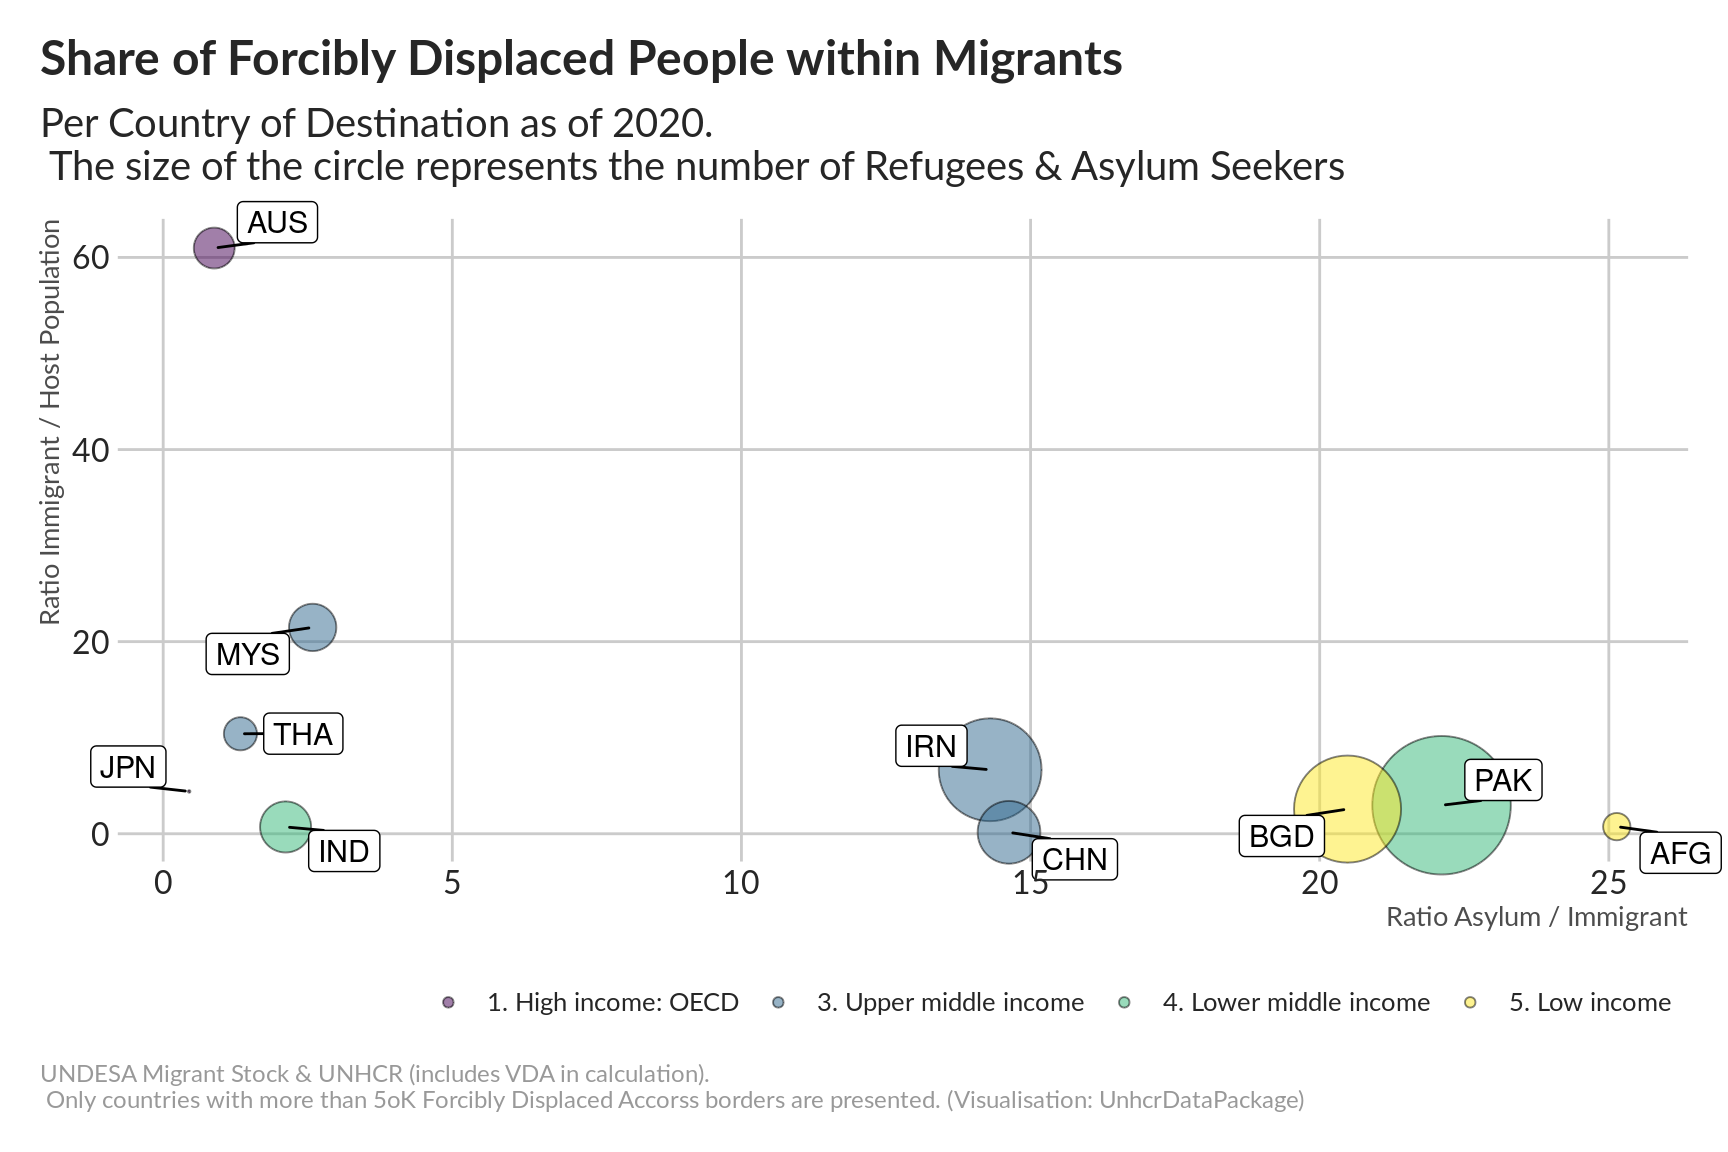 Share of Forcibly Displaced People within Migrants
Per Country of Destination as of 2020.
The size of the circle represents the number of Refugees & Asylum Seekers
Ratio Immigrant / Host Population
60
40
20
0
AUS
MYS
THA
JPN
IND
IRN
CHN
BGD
PAK
AFG
0
5
10
15
20
25
Ratio Asylum / Immigrant
1. High income: OECD
3. Upper middle income
4. Lower middle income
5. Low income
UNDESA Migrant Stock & UNHCR (includes VDA in calculation).
Only countries with more than 5oK Forcibly Displaced Accorss borders are presented. (Visualisation: UnhcrDataPackage)